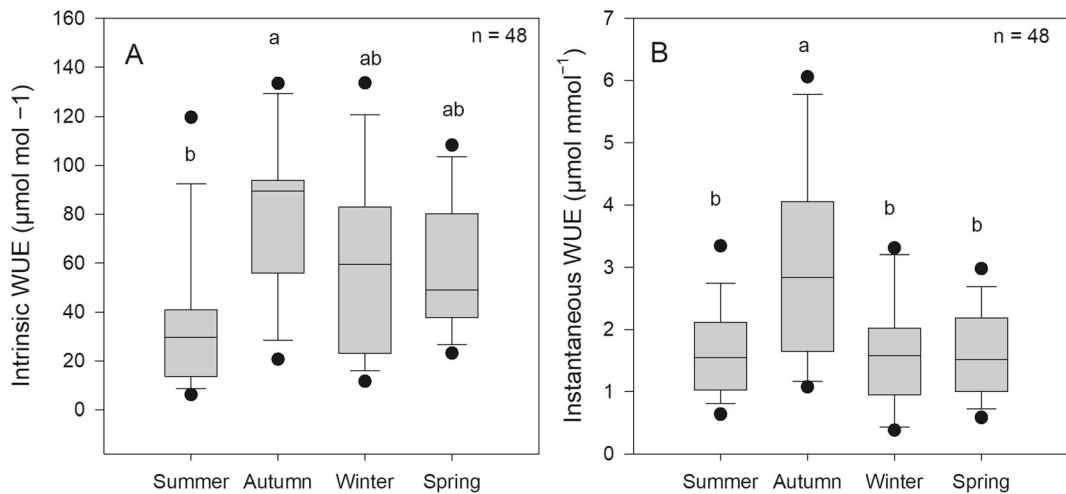 A
n = 48
160
140
120
100
80
60
40
20
0
Intrinsic WUE (µmol mol −1)
b
a
ab
ab
Summer Autumn Winter Spring
B
n = 48
7
6
5
4
3
2
1
0
Instantaneous WUE (µmol mmol−1)
b
a
b
b
Summer Autumn Winter Spring